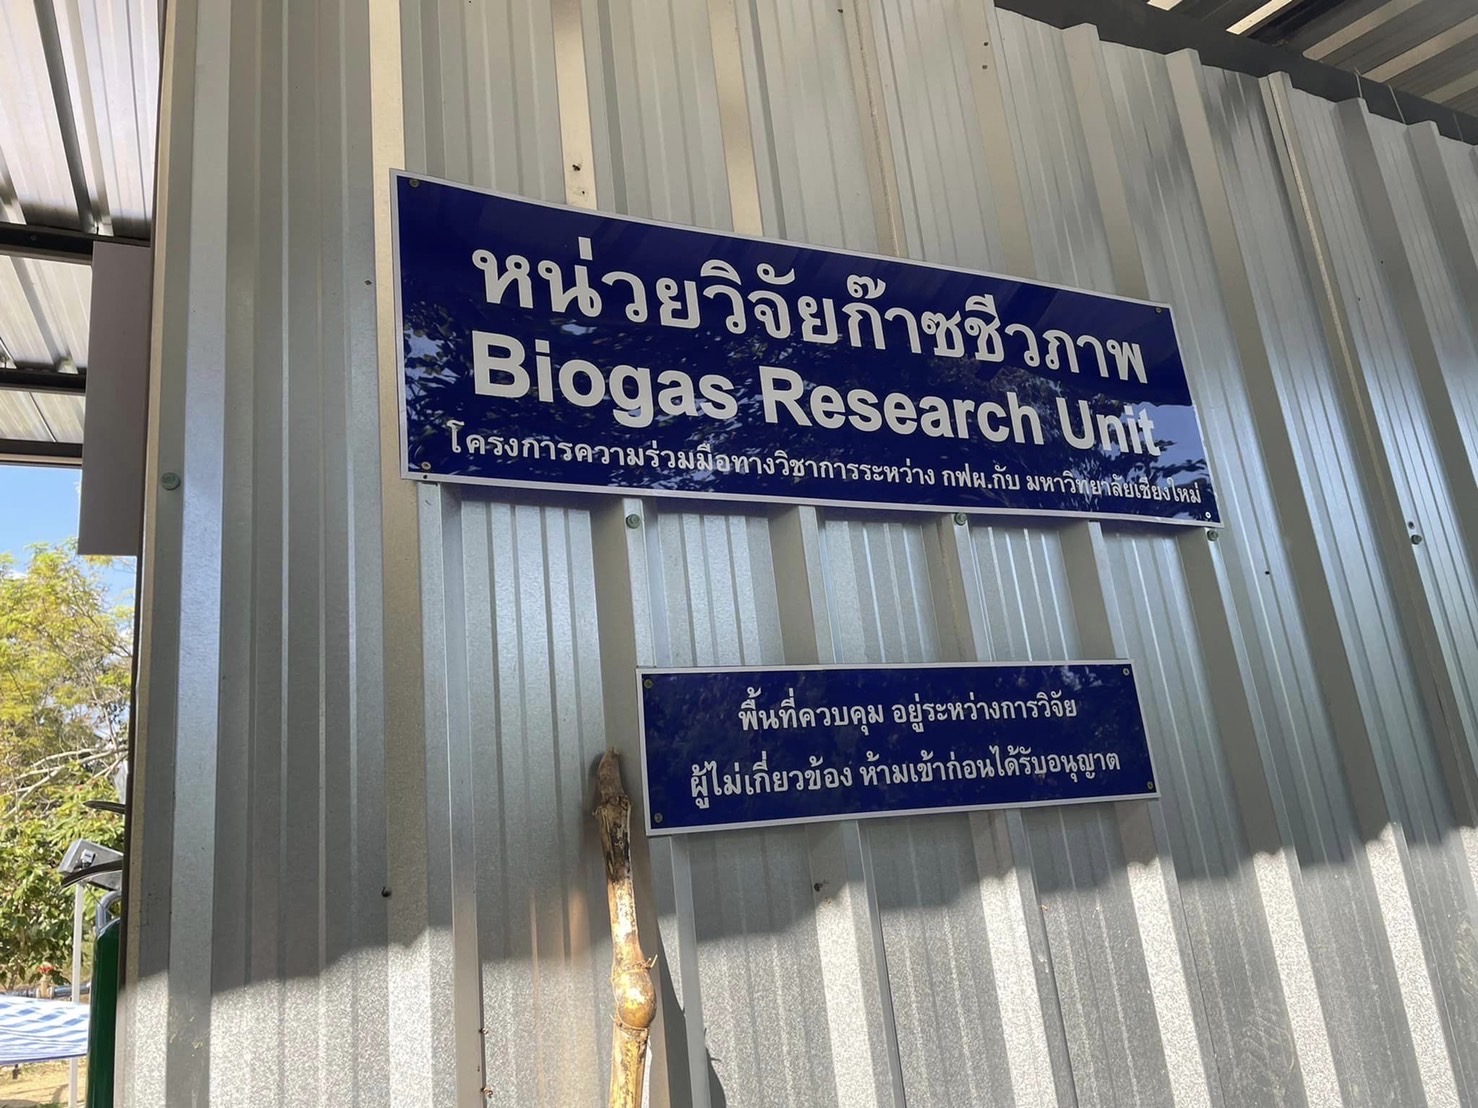 หน่วยวิจัยก๊าซชีวภาพ
Biogas Research Unit
โครงการความร่วมมือทางวิชาการระหว่าง กฟผ.กับ มหาวิทยาลัยเชียงใหม่
พื้นที่ควบคุม อยู่ระหว่างการวิจัย
ผู้ไม่เกี่ยวข้อง ห้ามเข้าก่อนได้รับอนุญาต